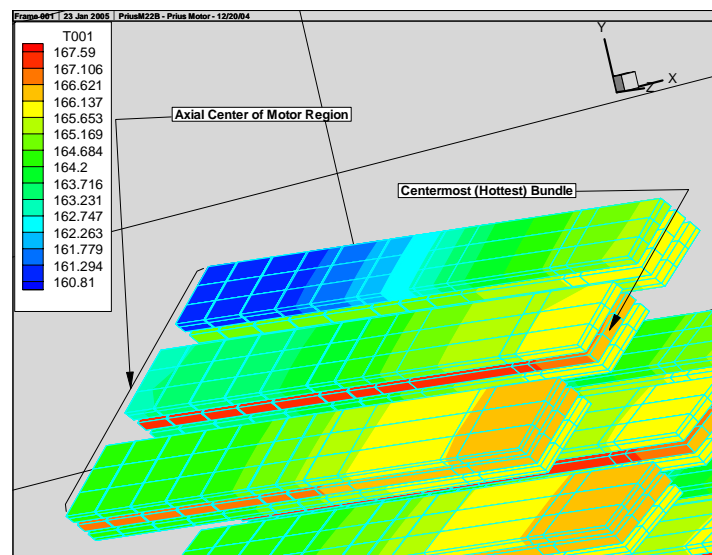 Frame 001 | 23 Jan 2005 | PriusM22B - Prius Motor - 12/20/04
T001
167.59
167.106
166.621
166.137
165.653
165.169
164.684
164.2
163.716
163.231
162.747
162.263
161.779
161.294
160.81
Y
X
Z
Axial Center of Motor Region
Centermost (Hottest) Bundle